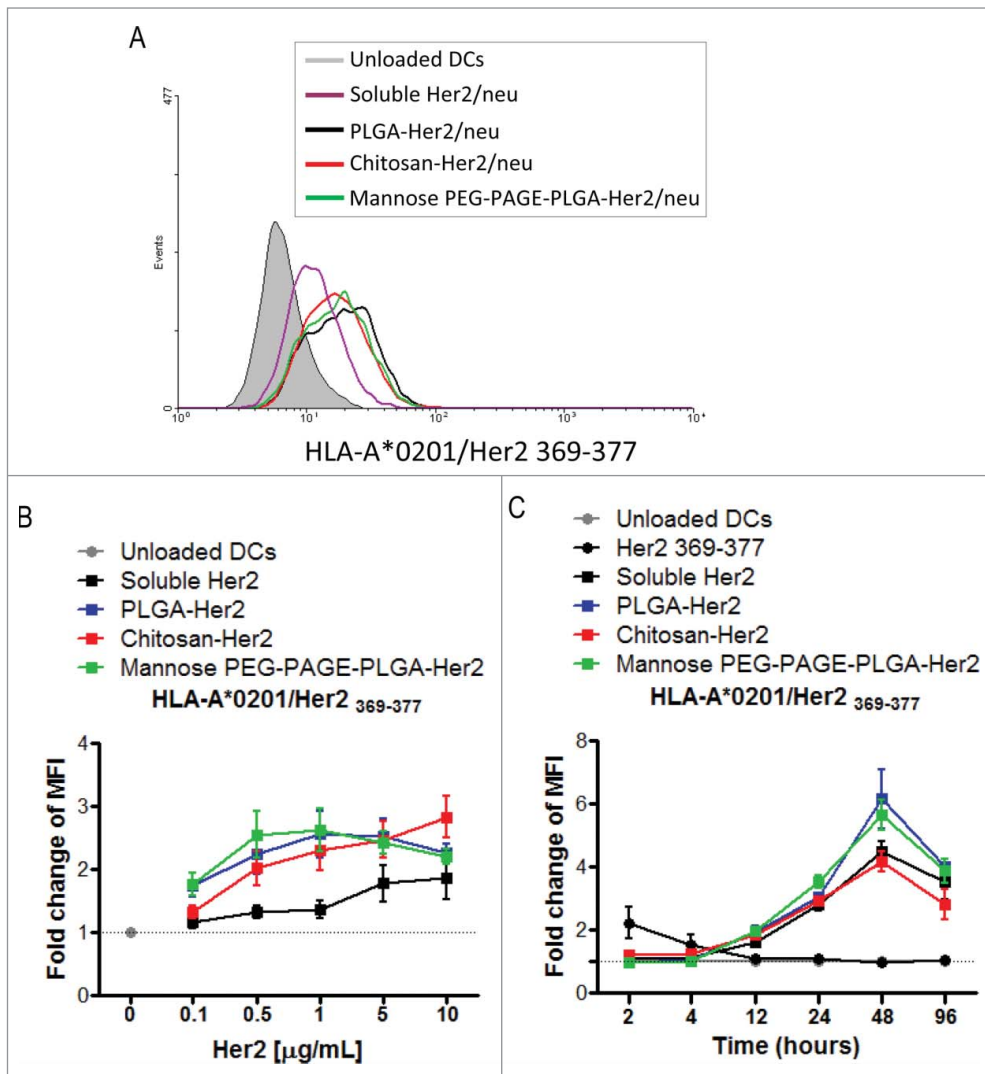 A
Unloaded DCs
Soluble Her2/neu
PLGA-Her2/neu
Chitosan-Her2/neu
Mannose PEG-PAGE-PLGA-Her2/neu
477
Events
0
10⁰ 10¹ 10² 10³ 10⁴
HLA-A*0201/Her2 369-377
B
Unloaded DCs
Soluble Her2
PLGA-Her2
Chitosan-Her2
Mannose PEG-PAGE-PLGA-Her2
HLA-A*0201/Her2 369-377
Fold change of MFI
4
3
2
1
0
0 0.1 0.5 1 5 10
Her2 [µg/mL]
C
Unloaded DCs
Her2 369-377
Soluble Her2
PLGA-Her2
Chitosan-Her2
Mannose PEG-PAGE-PLGA-Her2
HLA-A*0201/Her2 369-377
Fold change of MFI
8
6
4
2
0
2 4 12 24 48 96
Time (hours)